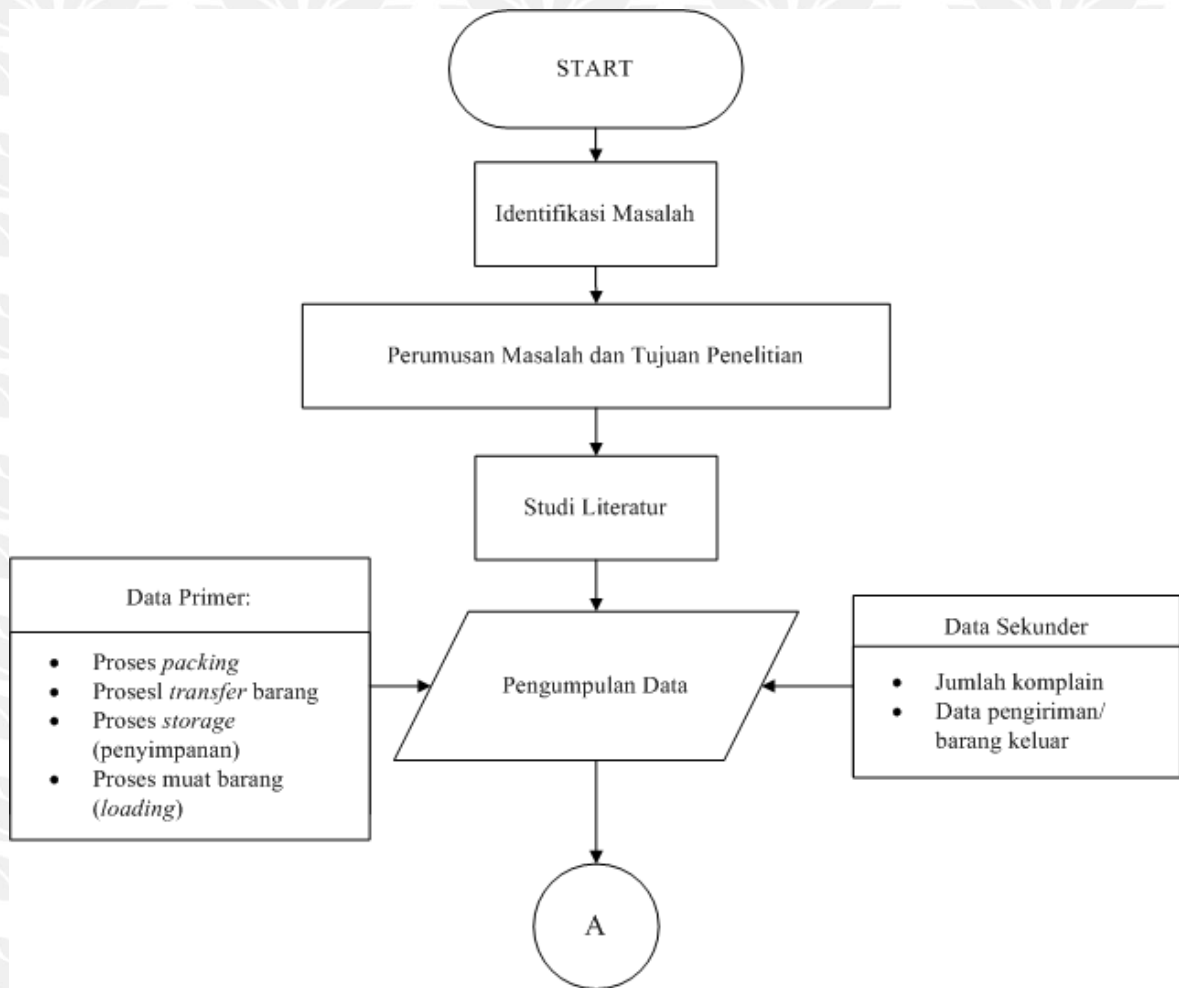 START
Identifikasi Masalah
Perumusan Masalah dan Tujuan Penelitian
Studi Literatur
Data Primer:
• Proses packing
• Prosesl transfer barang
• Proses storage
(penyimpanan)
• Proses muat barang
(loading)
Pengumpulan Data
Data Sekunder
• Jumlah komplain
• Data pengiriman/
barang keluar
A